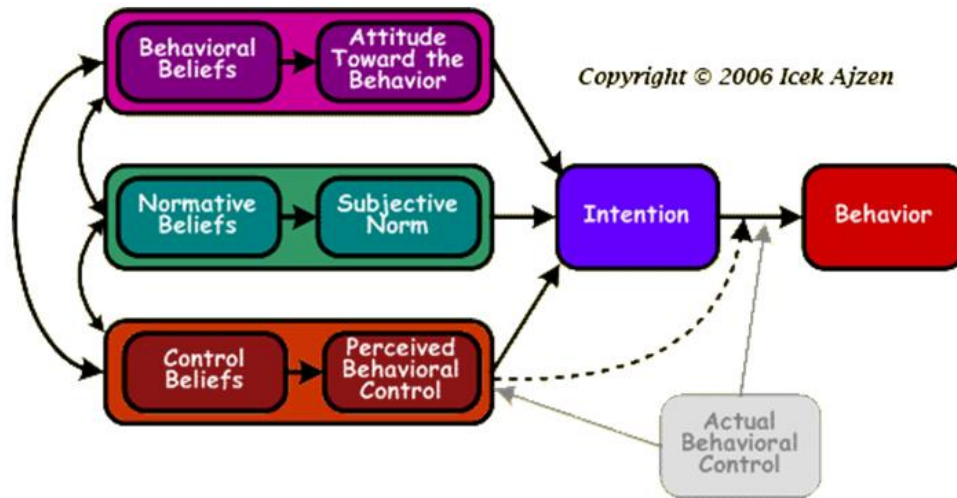 Behavioral
Beliefs
Attitude
Toward the
Behavior
Copyright © 2006 Icek Ajzen
Normative
Beliefs
Subjective
Norm
Intention
Behavior
Control
Beliefs
Perceived
Behavioral
Control
Actual
Behavioral
Control